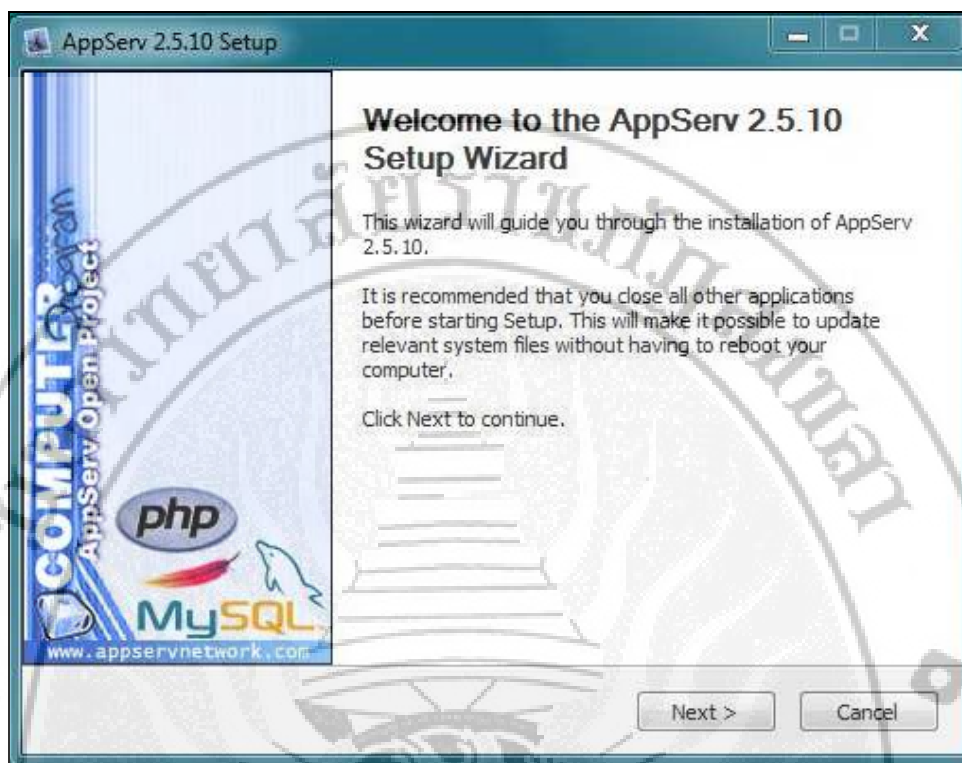 AppServ 2.5.10 Setup
Welcome to the AppServ 2.5.10
Setup Wizard
This wizard will guide you through the installation of AppServ
2.5.10.
It is recommended that you close all other applications
before starting Setup. This will make it possible to update
relevant system files without having to reboot your
computer.
Click Next to continue.
COMPUTER
Program
AppServ Open Project
php
MySQL
www.appservnetwork.com
Next >
Cancel